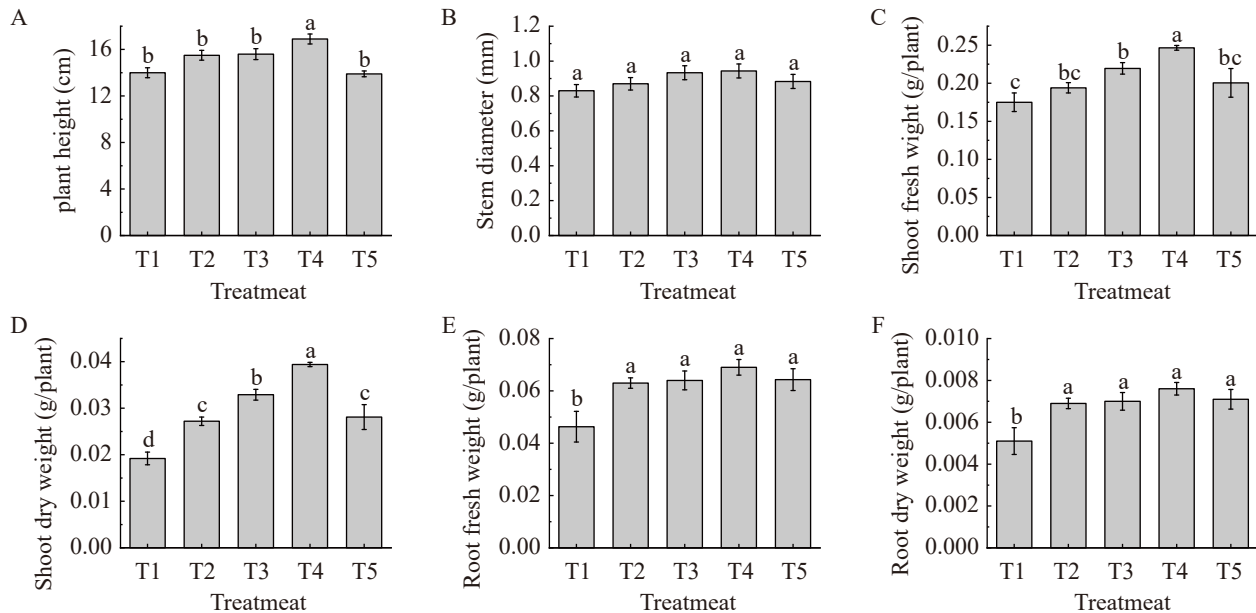 A
plant height (cm)
16
12
8
4
0
b
b
b
a
b
T1 T2 T3 T4 T5
Treatmeat
B
Stem diameter (mm)
1.2
1.0
0.8
0.6
0.4
0.2
0.0
a
a
a
a
a
T1 T2 T3 T4 T5
Treatmeat
C
Shoot fresh wight (g/plant)
0.25
0.20
0.15
0.10
0.05
0.00
c
bc
b
a
bc
T1 T2 T3 T4 T5
Treatmeat
D
Shoot dry weight (g/plant)
0.04
0.03
0.02
0.01
0.00
d
c
b
a
c
T1 T2 T3 T4 T5
Treatmeat
E
Root fresh weight (g/plant)
0.08
0.06
0.04
0.02
0.00
b
a
a
a
a
T1 T2 T3 T4 T5
Treatmeat
F
Root dry weight (g/plant)
0.010
0.008
0.006
0.004
0.002
0.000
b
a
a
a
a
T1 T2 T3 T4 T5
Treatmeat